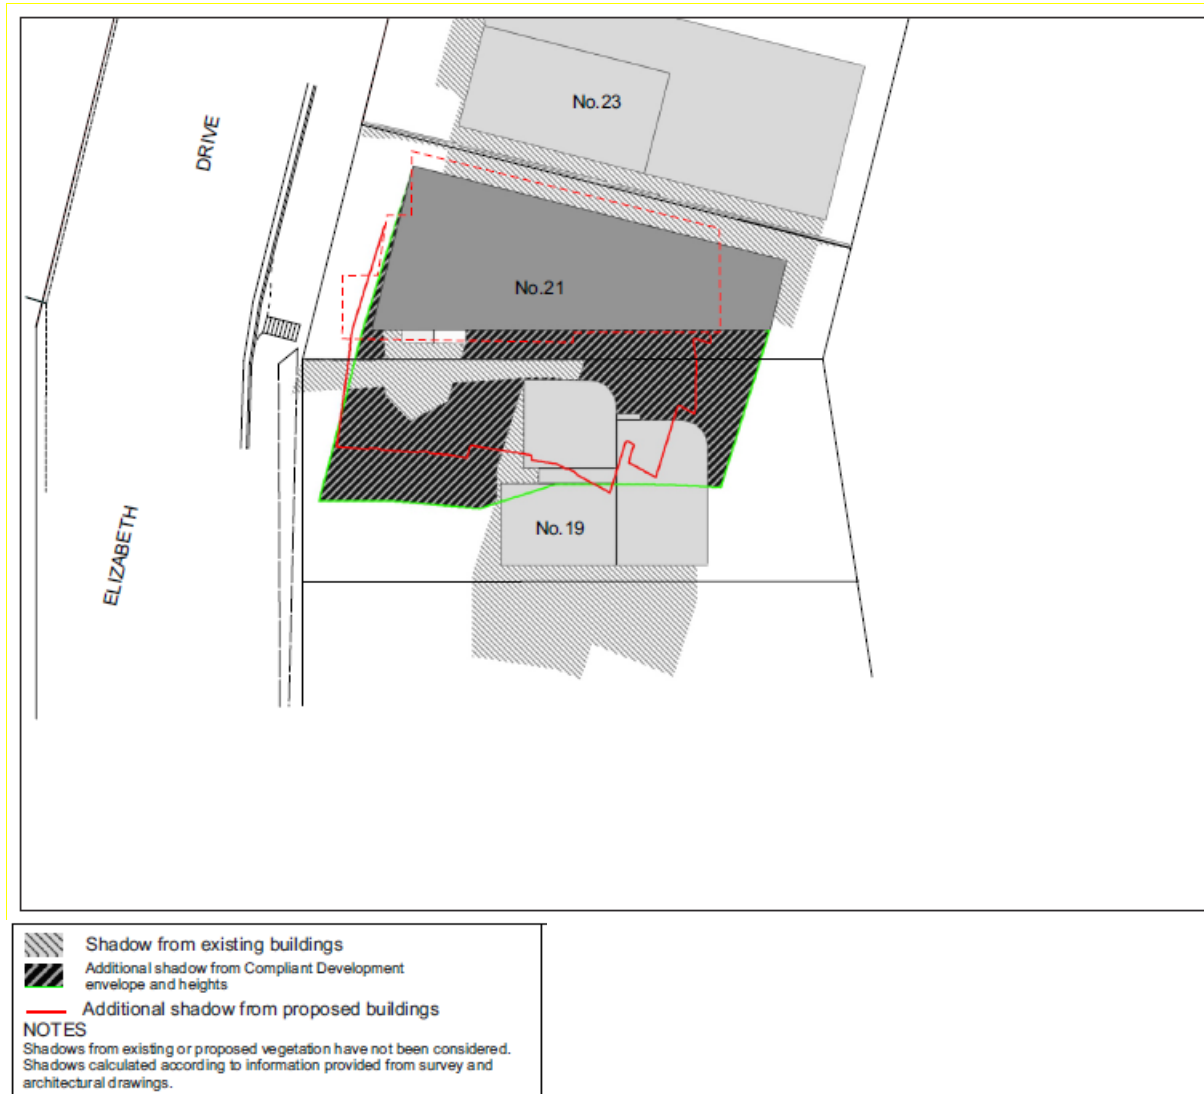 No.23
DRIVE
No.21
ELIZABETH
No.19
Shadow from existing buildings
Additional shadow from Compliant Development
envelope and heights
Additional shadow from proposed buildings
NOTES
Shadows from existing or proposed vegetation have not been considered.
Shadows calculated according to information provided from survey and
architectural drawings.